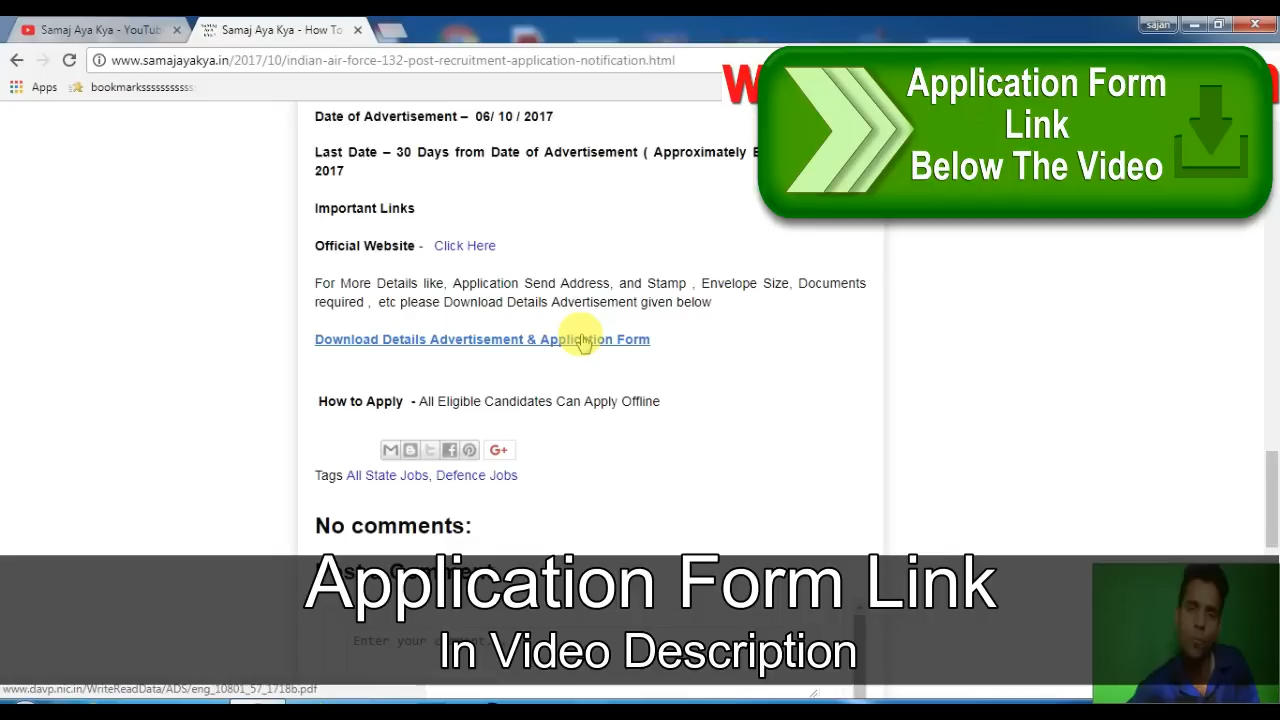 Samaj Aya Kya - YouTub
Samaj Aya Kya - How To
sajan
www.samajayakya.in/2017/10/indian-air-force-132-post-recruitment-application-notification.html
Apps bookmarksssssssssss
Application Form
Link
Below The Video
Date of Advertisement – 06/ 10 / 2017
Last Date – 30 Days from Date of Advertisement ( Approximately
2017
Important Links
Official Website - Click Here
For More Details like, Application Send Address, and Stamp , Envelope Size, Documents
required , etc please Download Details Advertisement given below
Download Details Advertisement & Application Form
How to Apply - All Eligible Candidates Can Apply Offline
G+
Tags All State Jobs, Defence Jobs
No comments:
Application Form Link
Enter your comment...
In Video Description
www.davp.nic.in/WriteReadData/ADS/eng_10801_57_1718b.pdf